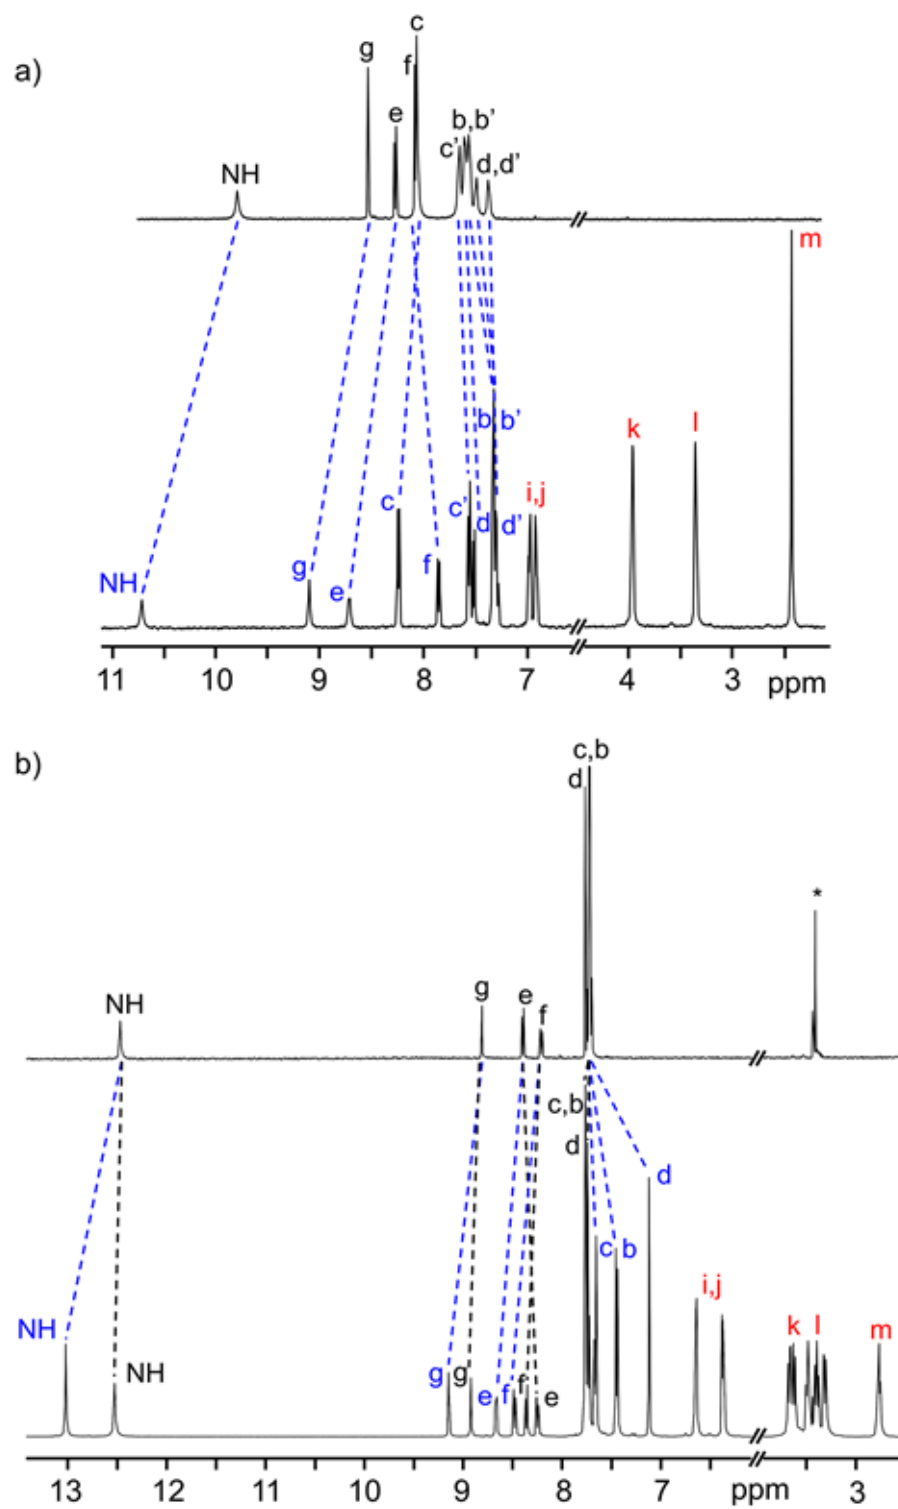 a)
c
g
f
e
b,b'
c'
d,d'
NH
m
k
l
b
b'
i,j
c
c'
d
d'
g
f
NH
e
11 10 9 8 7 4 3 ppm
b)
c,b
d
*
g
e
NH
f
c,b
d
d
c
b
i,j
NH
k
l
m
NH
g
g
e
f
f
e
13 12 11 10 9 8 7 ppm 3